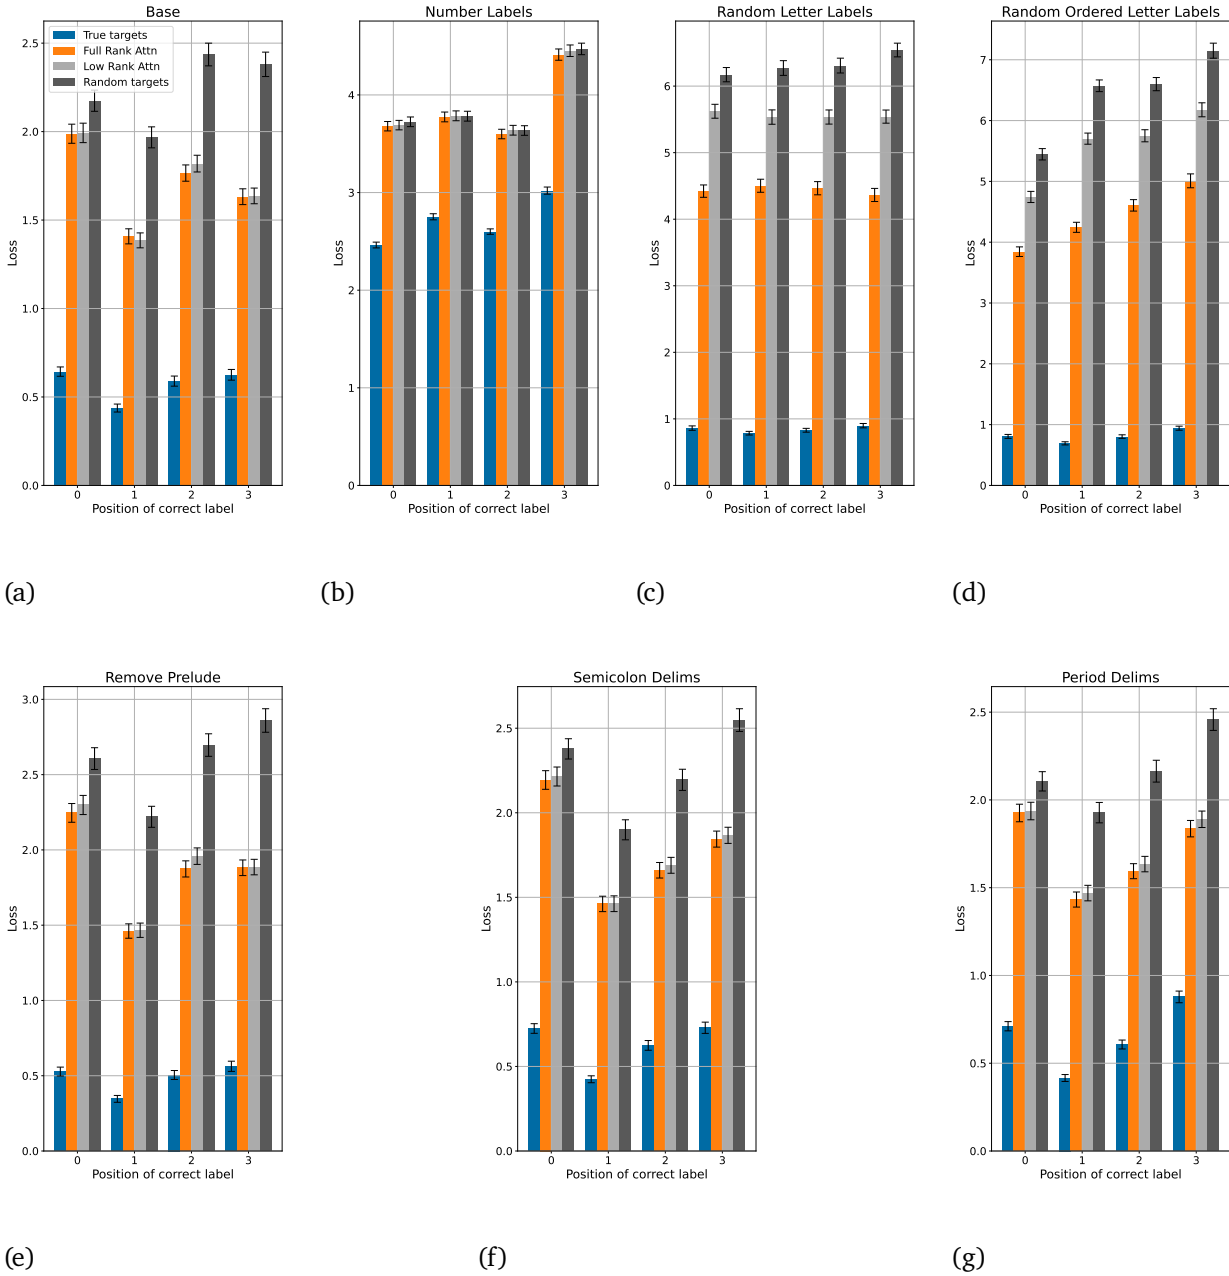 Base
Loss
2.5
2.0
1.5
1.0
0.5
0.0
True targets
Full Rank Attn
Low Rank Attn
Random targets
0 1 2 3
Position of correct label
(a)
Number Labels
Loss
4
3
2
1
0
0 1 2 3
Position of correct label
(b)
Random Letter Labels
Loss
6
5
4
3
2
1
0
0 1 2 3
Position of correct label
(c)
Random Ordered Letter Labels
Loss
7
6
5
4
3
2
1
0
0 1 2 3
Position of correct label
(d)
Remove Prelude
Loss
3.0
2.5
2.0
1.5
1.0
0.5
0.0
0 1 2 3
Position of correct label
(e)
Semicolon Delims
Loss
2.5
2.0
1.5
1.0
0.5
0.0
0 1 2 3
Position of correct label
(f)
Period Delims
Loss
2.5
2.0
1.5
1.0
0.5
0.0
0 1 2 3
Position of correct label
(g)